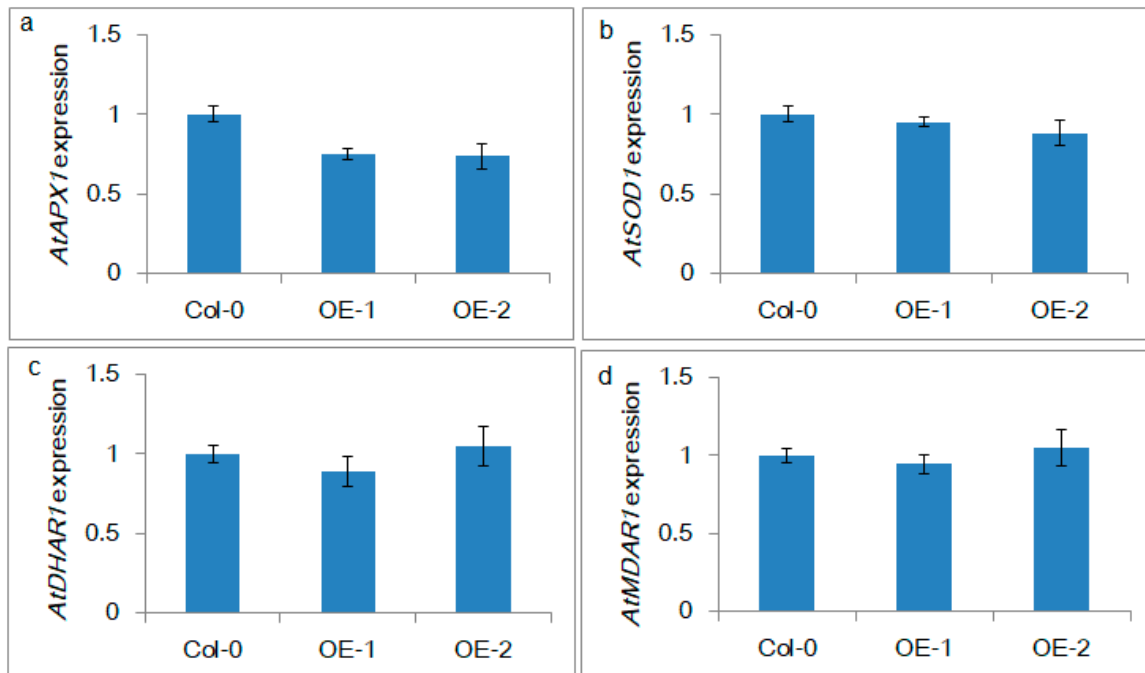 a
AtAPX1 expression
1.5
1
0.5
0
Col-0 OE-1 OE-2
b
AtSOD1 expression
1.5
1
0.5
0
Col-0 OE-1 OE-2
c
AtDHAR1 expression
1.5
1
0.5
0
Col-0 OE-1 OE-2
d
AtMDAR1 expression
1.5
1
0.5
0
Col-0 OE-1 OE-2